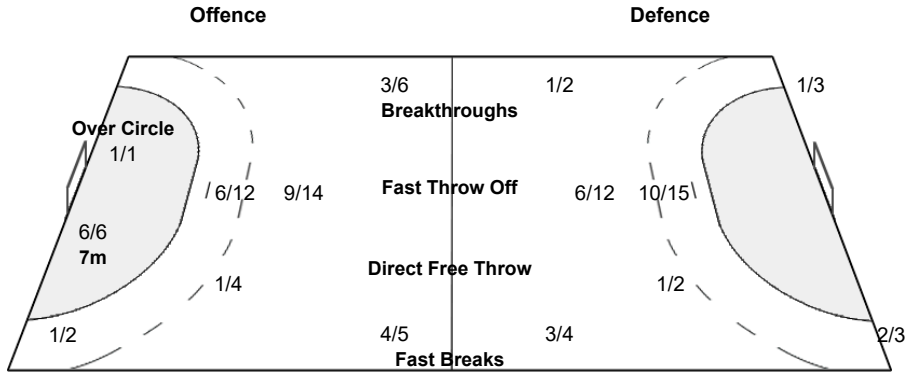 Offence Defence
3/6 1/2 1/3
Breakthroughs
Over Circle
1/1
6/12 9/14 Fast Throw Off 6/12 10/15
6/6
7m
Direct Free Throw
1/4 1/2
1/2 4/5 3/4 2/3
Fast Breaks